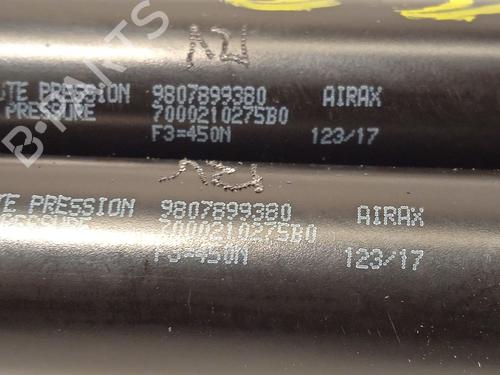 TE PRESSION 9807899380 AIRAX
PRESSURE 7000210275B0
F3=450N 123/17
TE PRESSION 9807899380 AIRAX
7000210275B0
F3=450N 123/17
B-PARTS